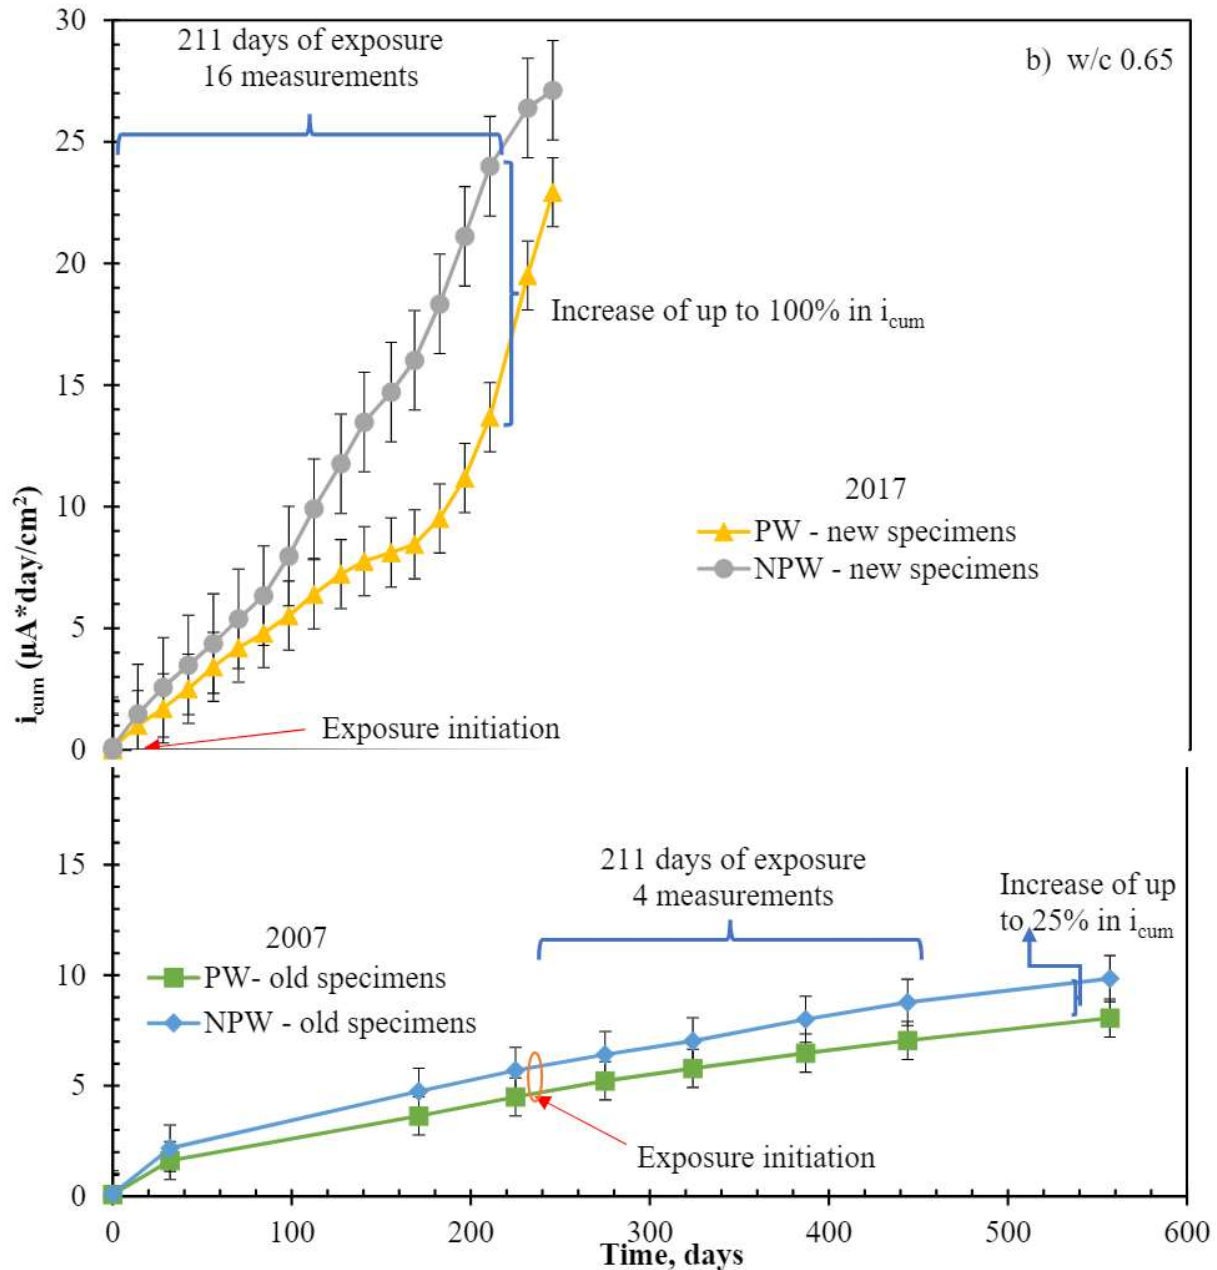 30
211 days of exposure
16 measurements
b) w/c 0.65
25
20
Increase of up to 100% in icum
15
10
2017
PW - new specimens
NPW - new specimens
5
Exposure initiation
0
icum (µA*day/cm²)
15
211 days of exposure
4 measurements
Increase of up
to 25% in icum
2007
PW- old specimens
NPW - old specimens
10
5
Exposure initiation
0
0 100 200 300 400 500 600
Time, days